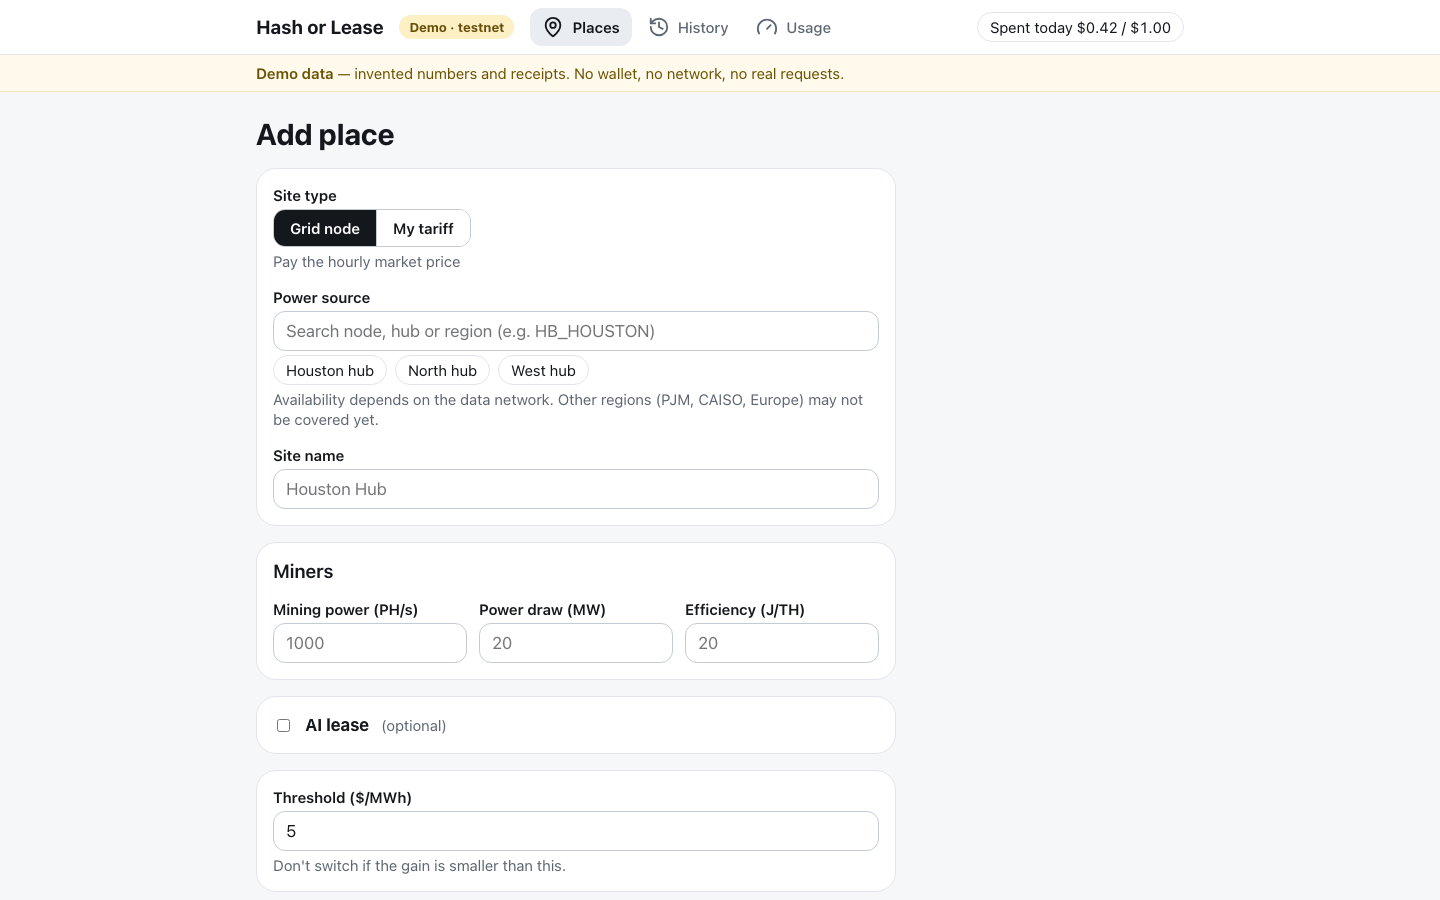 Hash or Lease
Demo · testnet
Places
History
Usage
Spent today $0.42 / $1.00
Demo data — invented numbers and receipts. No wallet, no network, no real requests.
Add place
Site type
Grid node
My tariff
Pay the hourly market price
Power source
Search node, hub or region (e.g. HB_HOUSTON)
Houston hub
North hub
West hub
Availability depends on the data network. Other regions (PJM, CAISO, Europe) may not
be covered yet.
Site name
Houston Hub
Miners
Mining power (PH/s)
Power draw (MW)
Efficiency (J/TH)
1000
20
20
AI lease (optional)
Threshold ($/MWh)
5
Don't switch if the gain is smaller than this.